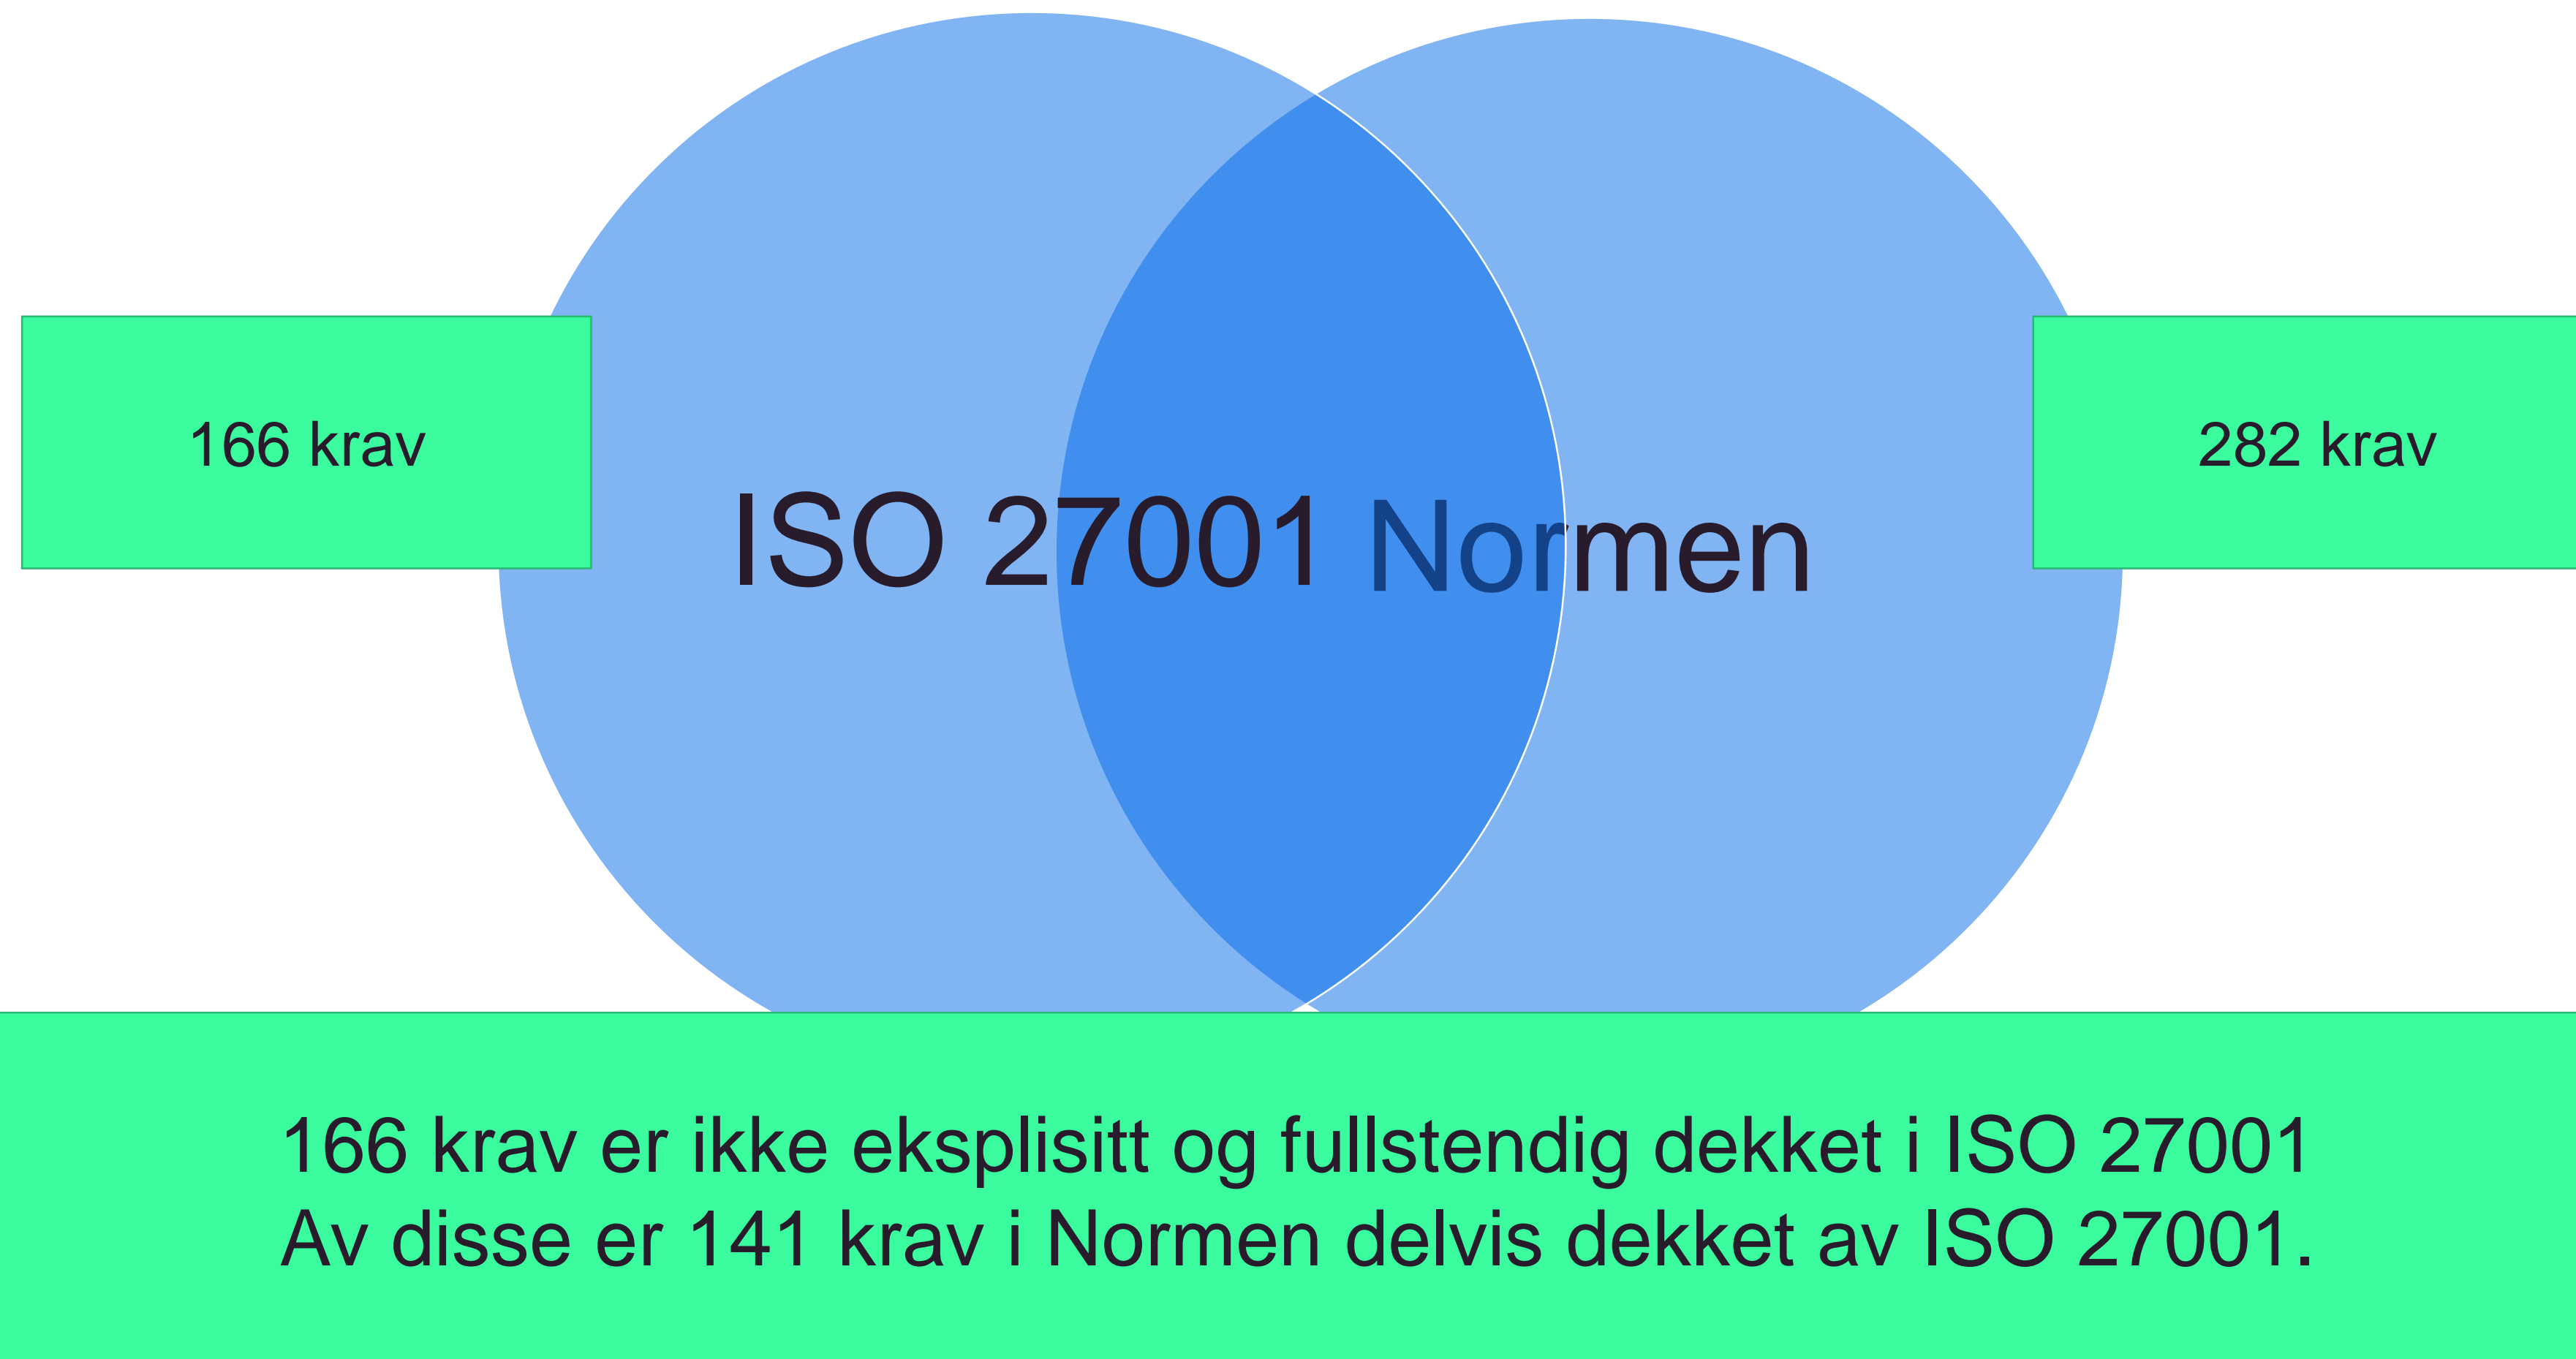 166 krav
282 krav
ISO 27001
Normen
166 krav er ikke eksplisitt og fullstendig dekket i ISO 27001
Av disse er 141 krav i Normen delvis dekket av ISO 27001.